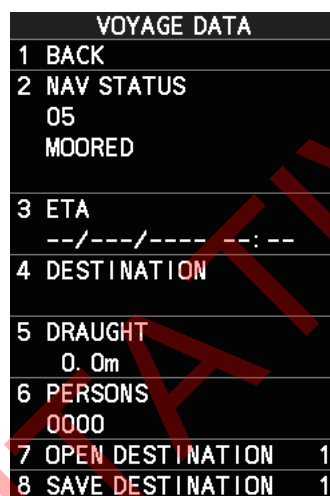 VOYAGE DATA
1 BACK
2 NAV STATUS
05
MOORED
3 ETA
--/---/---- --:--
4 DESTINATION
5 DRAUGHT
0.0m
6 PERSONS
0000
7 OPEN DESTINATION 1
8 SAVE DESTINATION 1